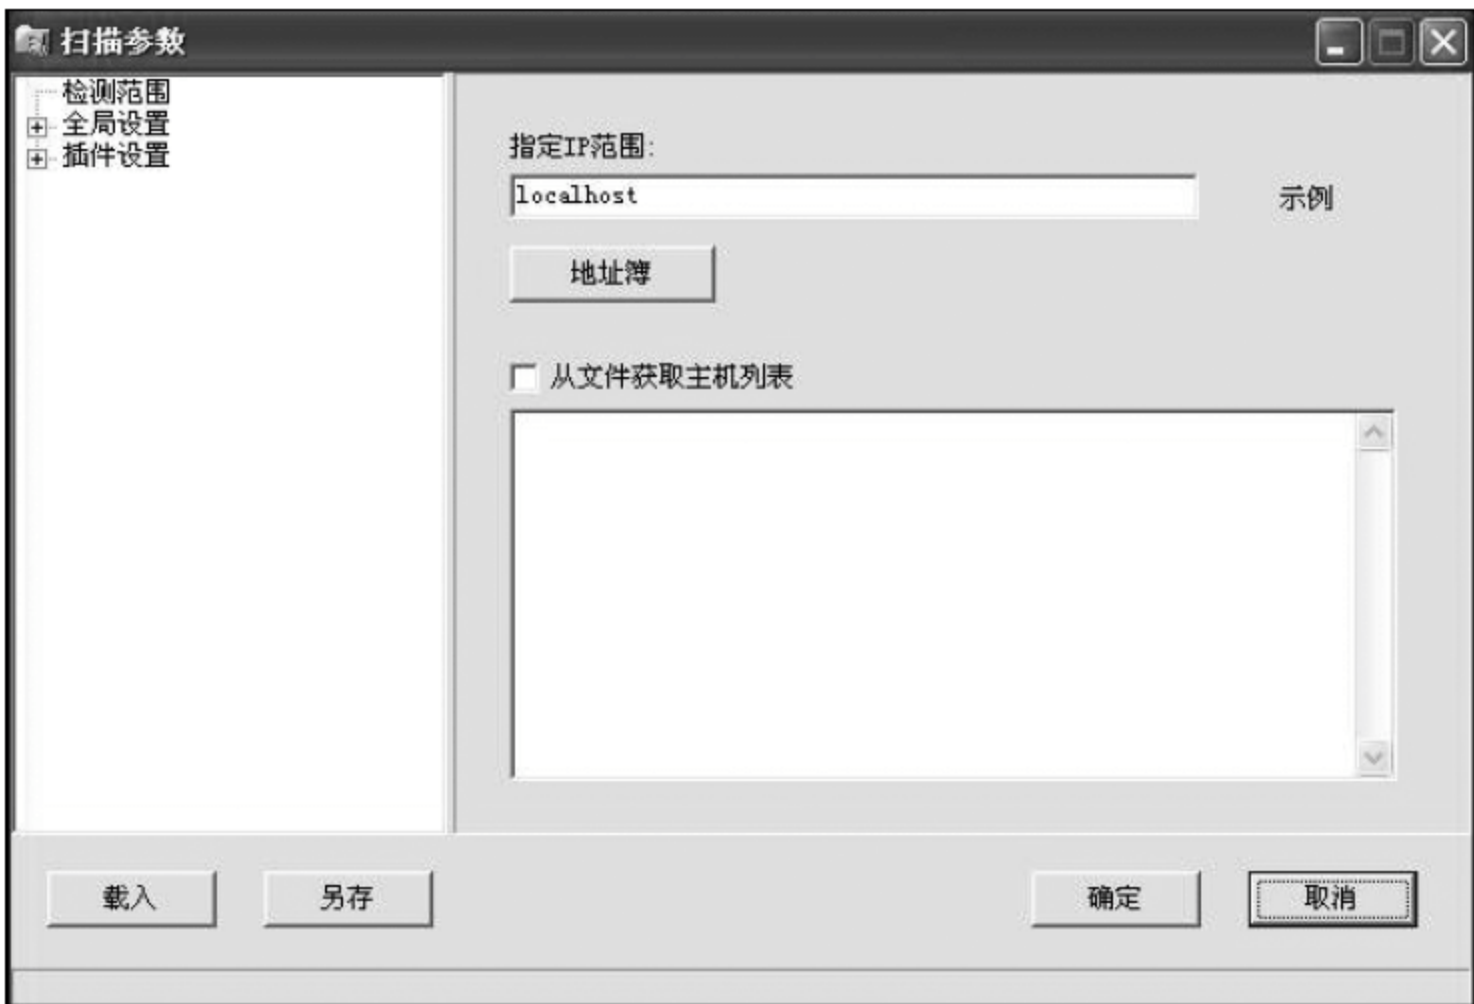 扫描参数
检测范围
全局设置
插件设置
指定IP范围:
localhost
示例
地址簿
从文件获取主机列表
载入
另存
确定
取消